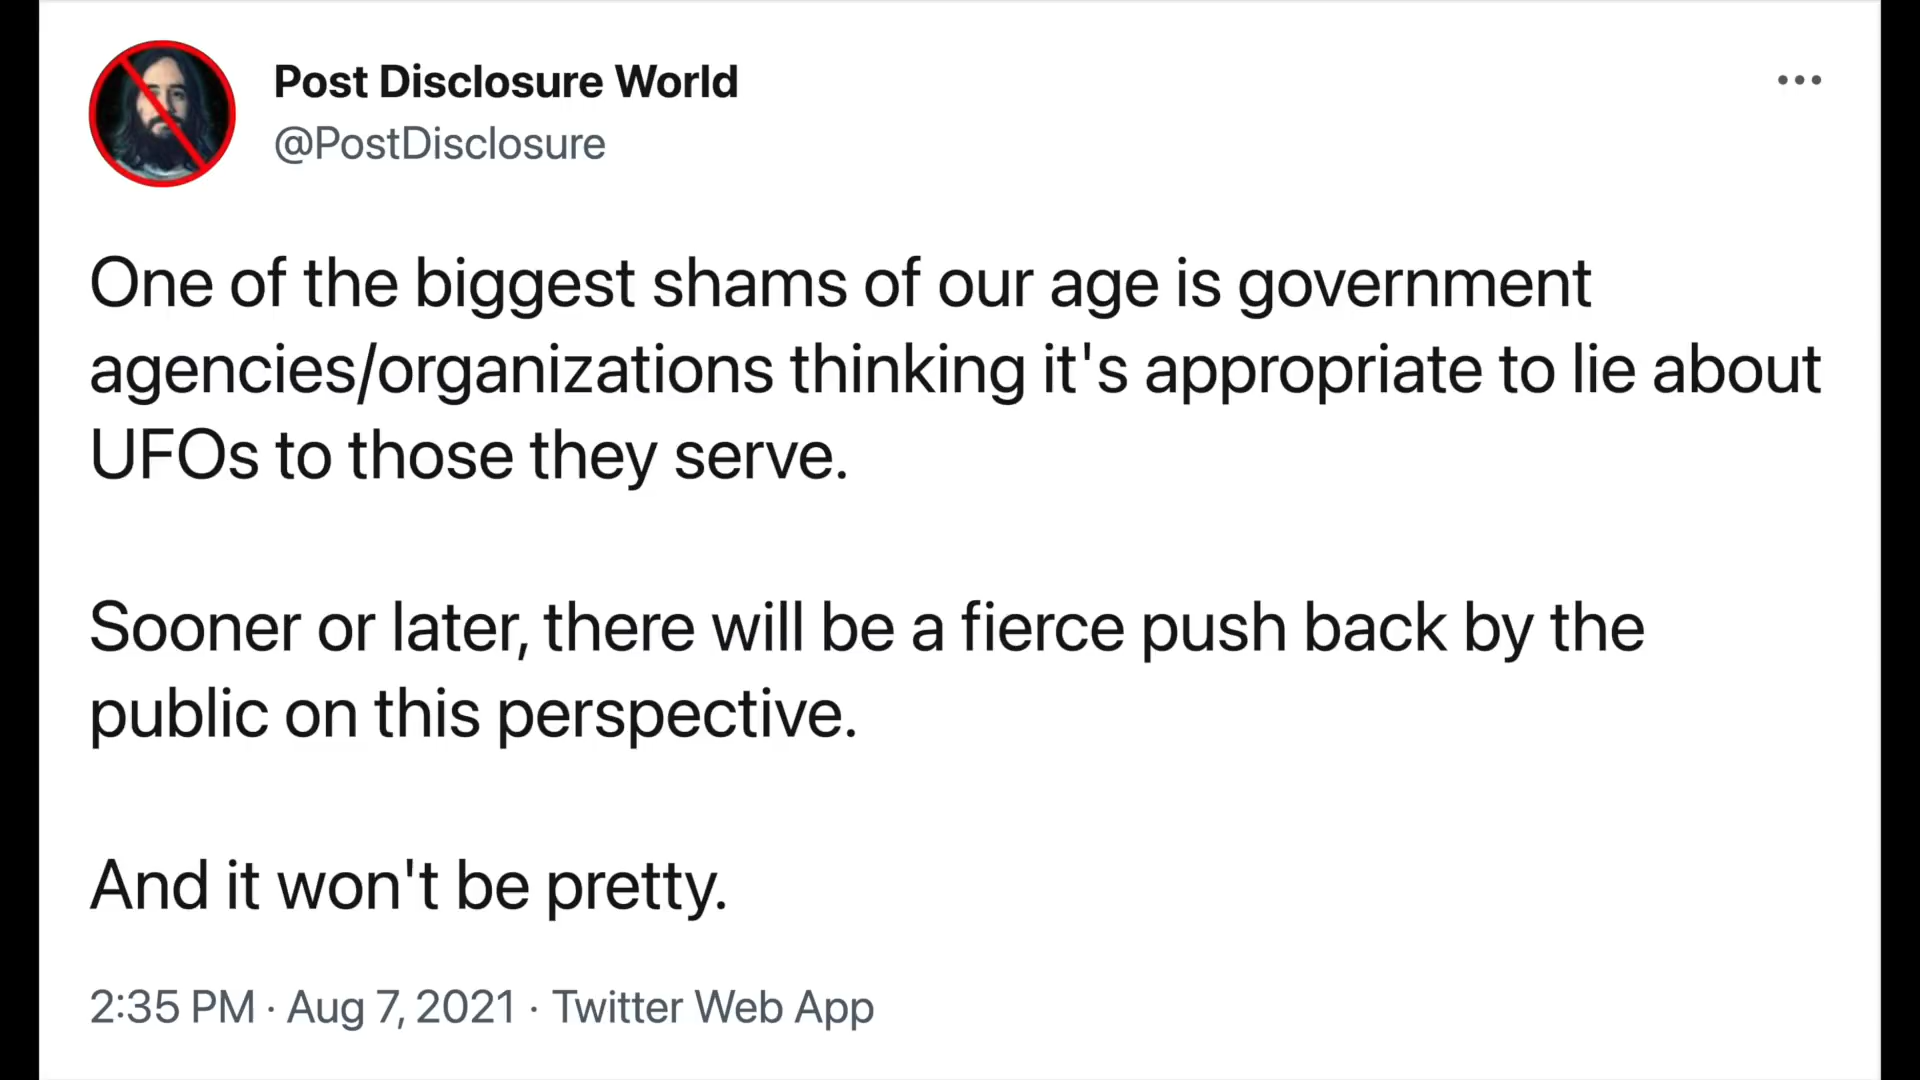 Post Disclosure World
@PostDisclosure
One of the biggest shams of our age is government
agencies/organizations thinking it's appropriate to lie about
UFOs to those they serve.
Sooner or later, there will be a fierce push back by the
public on this perspective.
And it won't be pretty.
2:35 PM · Aug 7, 2021 · Twitter Web App